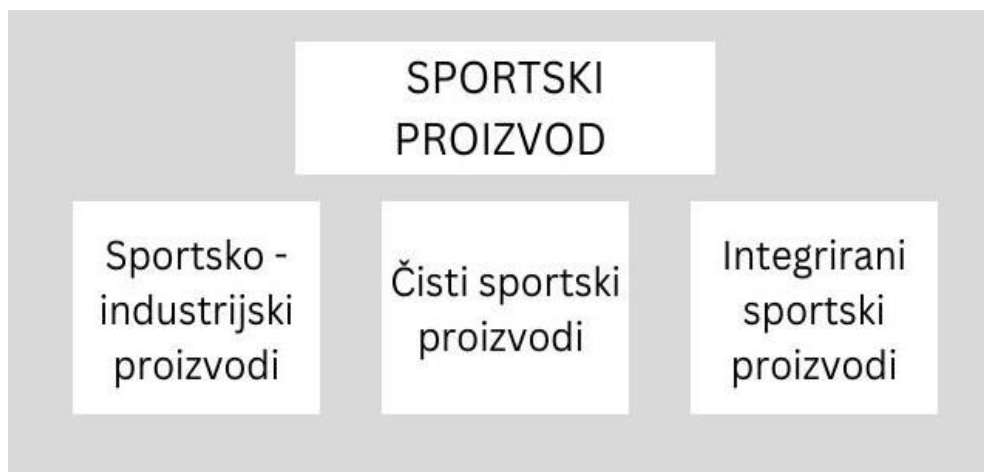 SPORTSKI
PROIZVOD
Sportsko -
industrijski
proizvodi
Čisti sportski
proizvodi
Integrirani
sportski
proizvodi